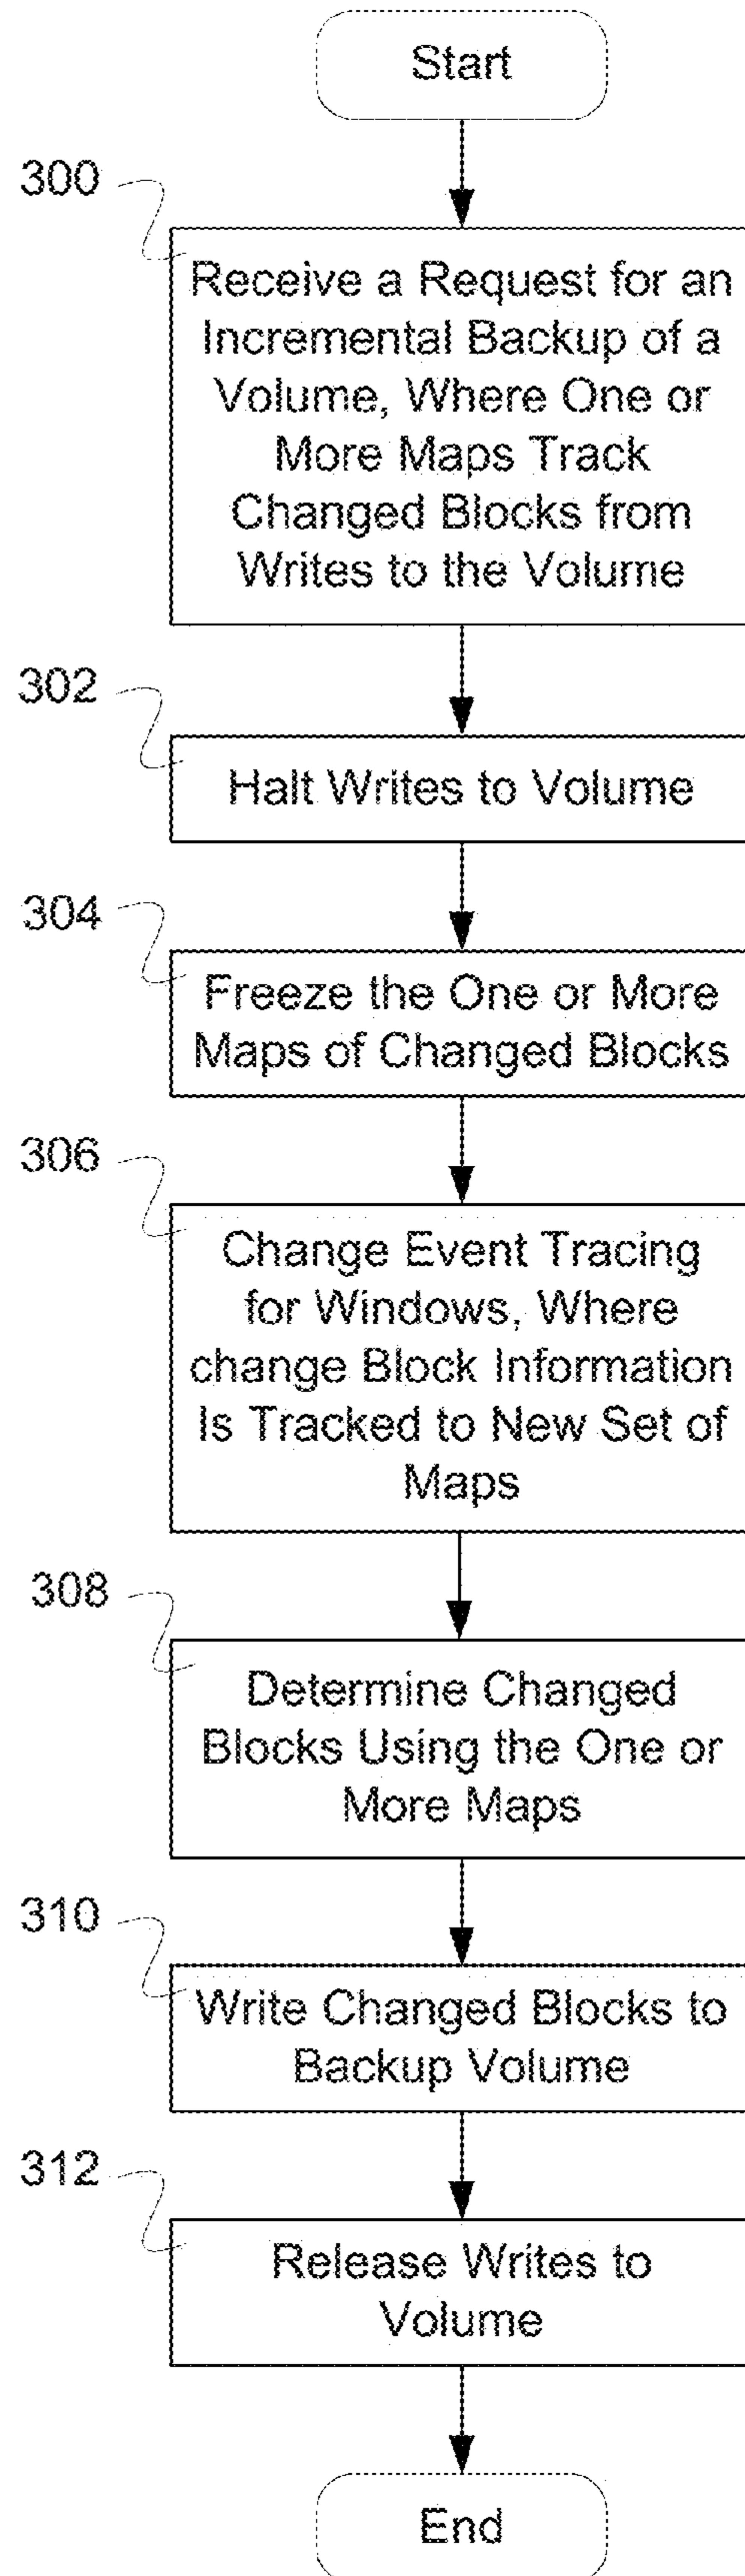 Start
300
Receive a Request for an
Incremental Backup of a
Volume, Where One or
More Maps Track
Changed Blocks from
Writes to the Volume
302
Halt Writes to Volume
304
Freeze the One or More
Maps of Changed Blocks
306
Change Event Tracing
for Windows, Where
change Block Information
Is Tracked to New Set of
Maps
308
Determine Changed
Blocks Using the One or
More Maps
310
Write Changed Blocks to
Backup Volume
312
Release Writes to
Volume
End